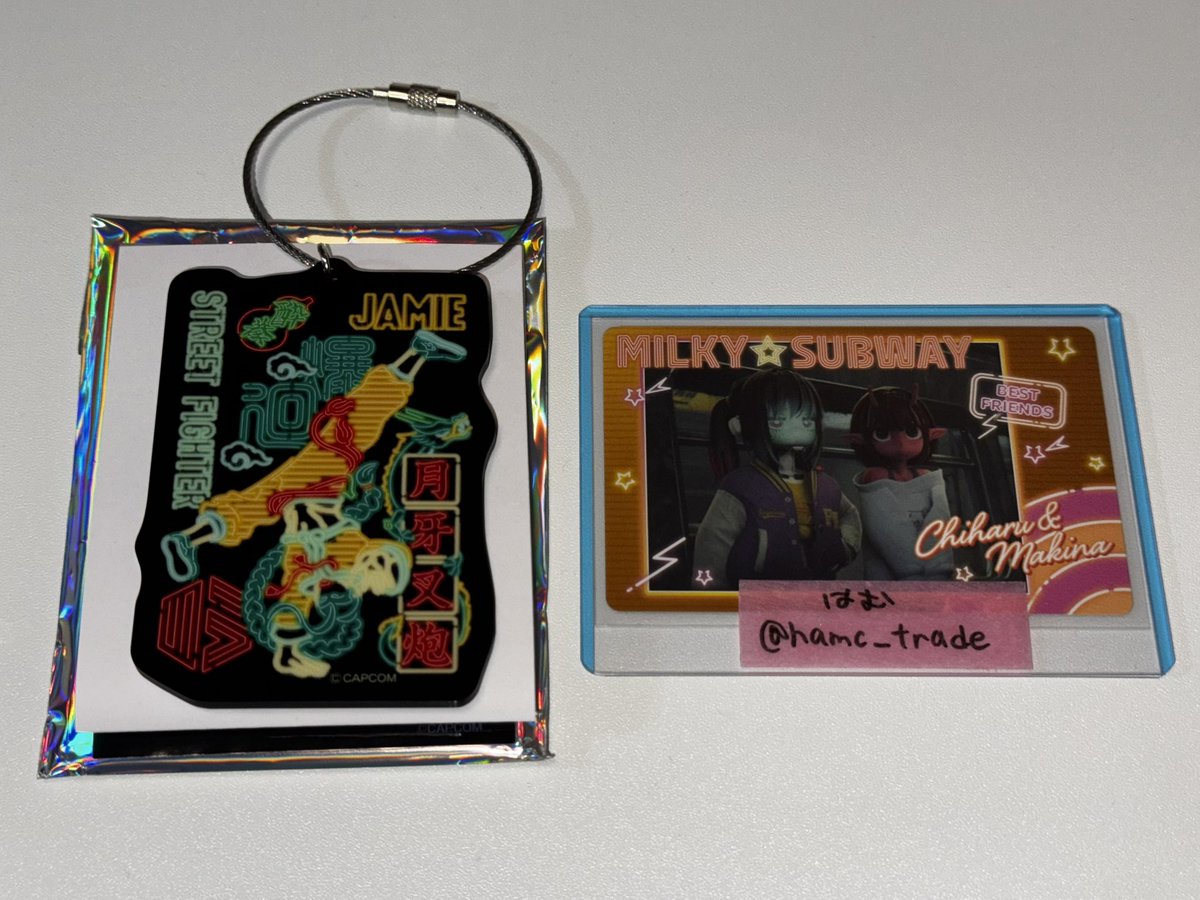 JAMIE
STREET FIGHTER
月牙叉炮
© CAPCOM
©CAPCOM
MILKY☆SUBWAY
BEST
FRIENDS
Chiharu &
Makina
はむ
@hamc_trade